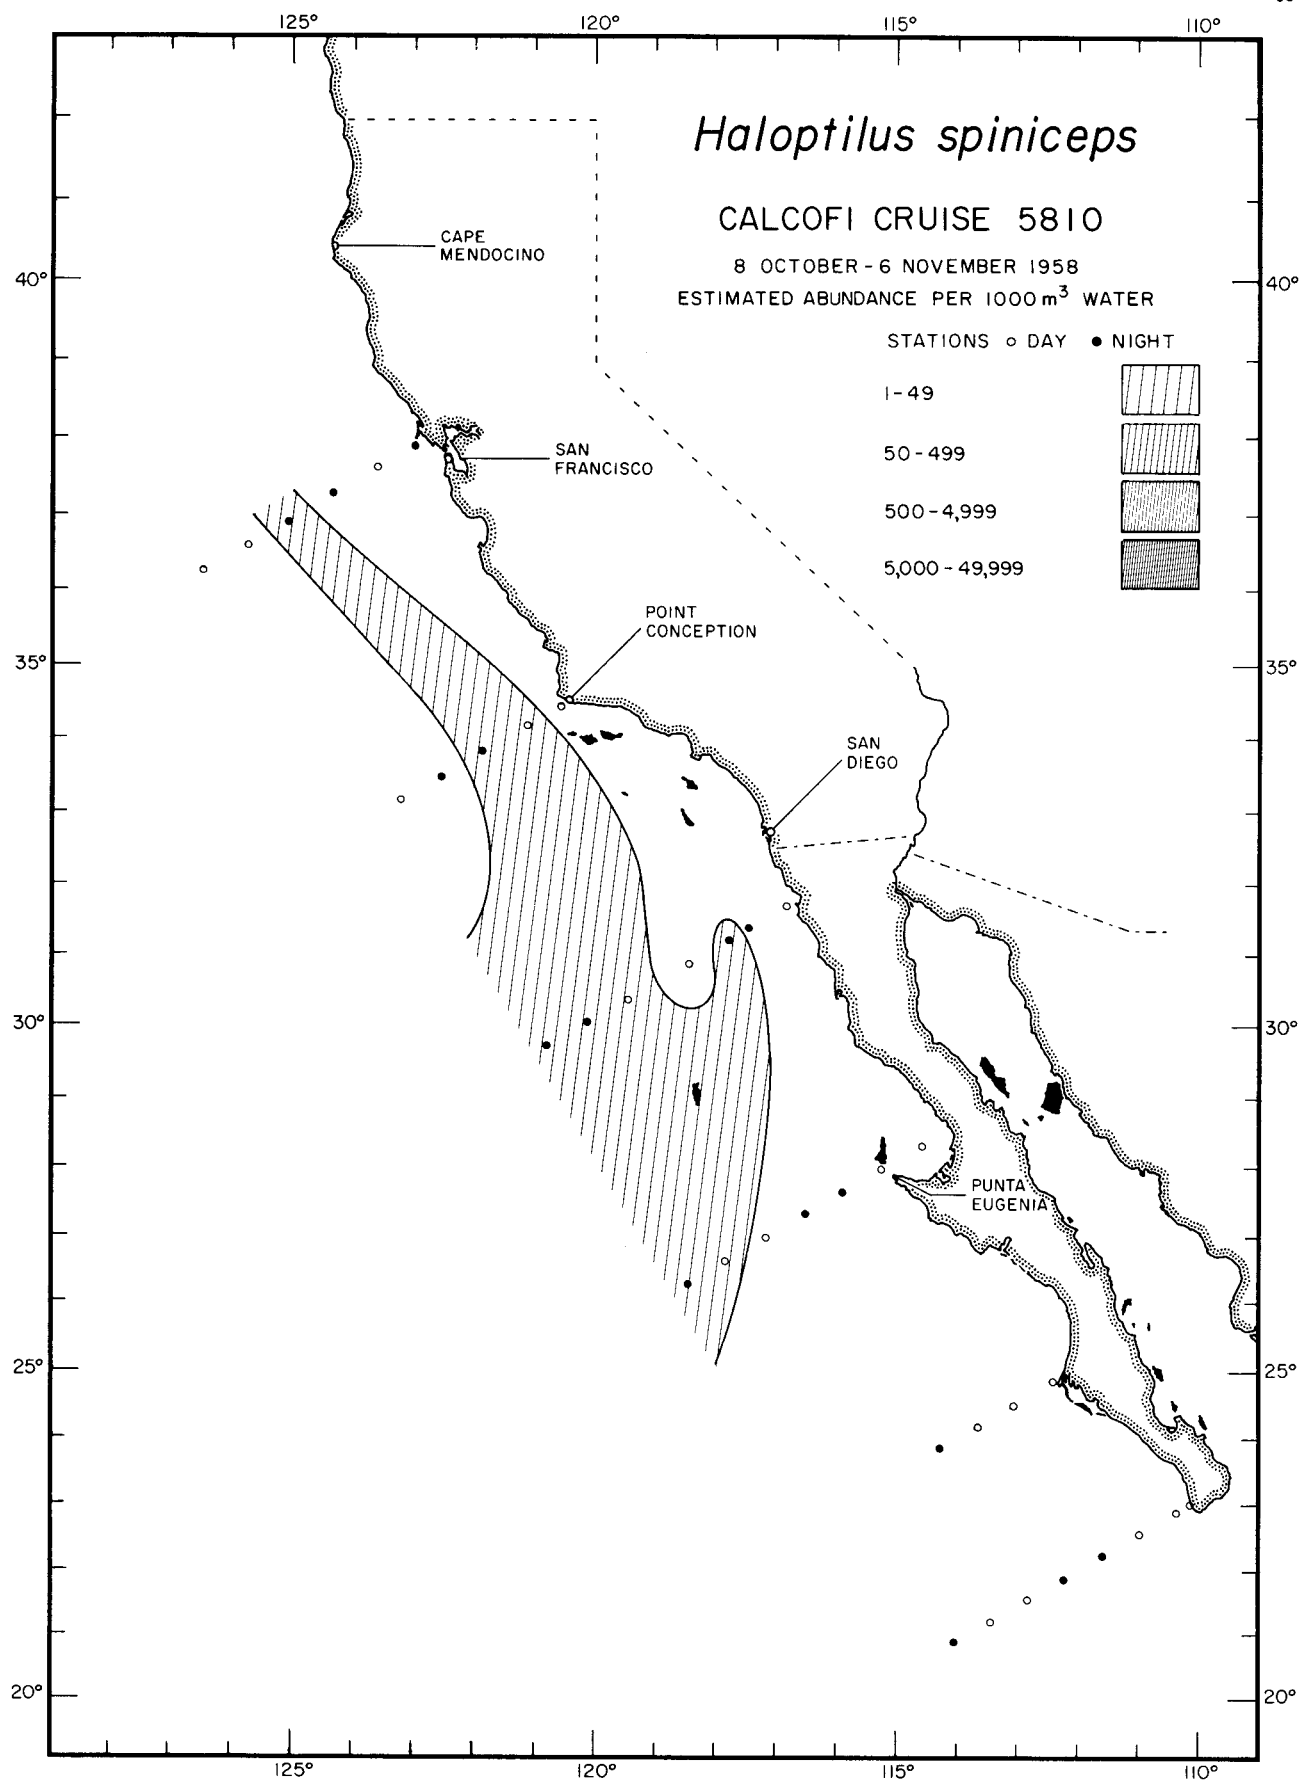 125° 120° 115° 110°
Haloptilus spiniceps
CALCOFI CRUISE 5810
8 OCTOBER - 6 NOVEMBER 1958
ESTIMATED ABUNDANCE PER 1000 m³ WATER
STATIONS ○ DAY ● NIGHT
1 - 49
50 - 499
500 - 4,999
5,000 - 49,999
CAPE
MENDOCINO
40° 40°
SAN
FRANCISCO
POINT
CONCEPTION
35° 35°
SAN
DIEGO
30° 30°
PUNTA
EUGENIA
25° 25°
20° 20°
125° 120° 115° 110°